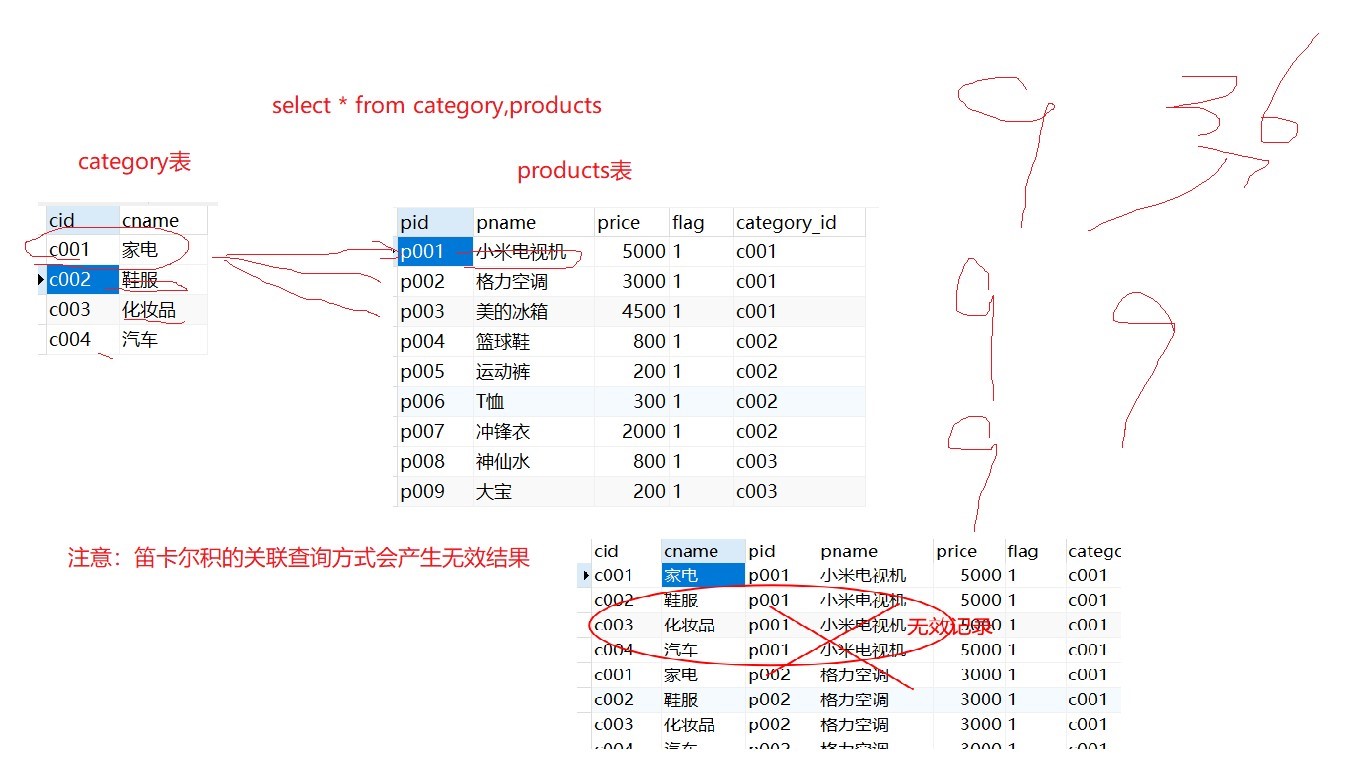 select * from category,products
category表
products表
cid cname
c001 家电
c002 鞋服
c003 化妆品
c004 汽车
pid pname price flag category_id
p001 小米电视机 5000 1 c001
p002 格力空调 3000 1 c001
p003 美的冰箱 4500 1 c001
p004 篮球鞋 800 1 c002
p005 运动裤 200 1 c002
p006 T恤 300 1 c002
p007 冲锋衣 2000 1 c002
p008 神仙水 800 1 c003
p009 大宝 200 1 c003
9 36
9 9
9
注意：笛卡尔积的关联查询方式会产生无效结果
cid cname pid pname price flag categc
c001 家电 p001 小米电视机 5000 1 c001
c002 鞋服 p001 小米电视机 5000 1 c001
c003 化妆品 p001 小米电视机 5000 1 c001
无效记录
c004 汽车 p001 小米电视机 5000 1 c001
c001 家电 p002 格力空调 3000 1 c001
c002 鞋服 p002 格力空调 3000 1 c001
c003 化妆品 p002 格力空调 3000 1 c001
c004 汽车 p002 格力空调 3000 1 c001